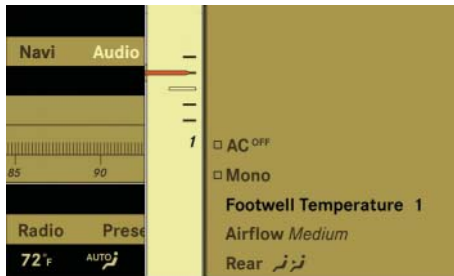 Navi Audio
85 90
Radio Prese
72°F AUTO
1
AC OFF
Mono
Footwell Temperature 1
Airflow Medium
Rear